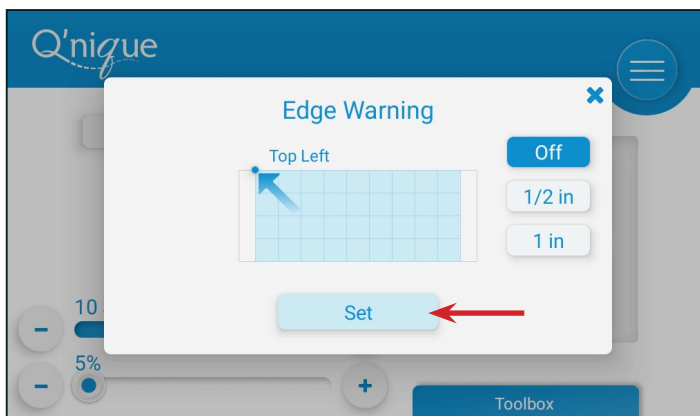 Q'nique
Edge Warning
Top Left
Off
1/2 in
1 in
Set
10
5%
Toolbox